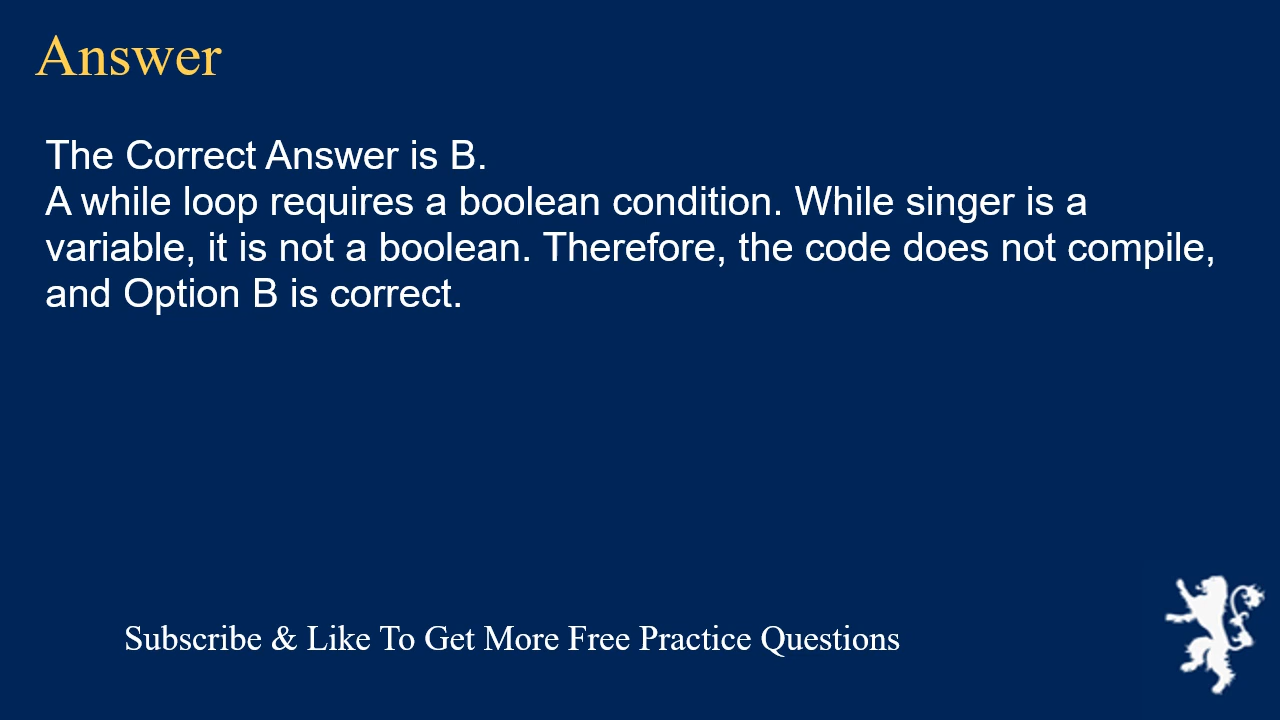 Answer
The Correct Answer is B.
A while loop requires a boolean condition. While singer is a
variable, it is not a boolean. Therefore, the code does not compile,
and Option B is correct.
Subscribe & Like To Get More Free Practice Questions